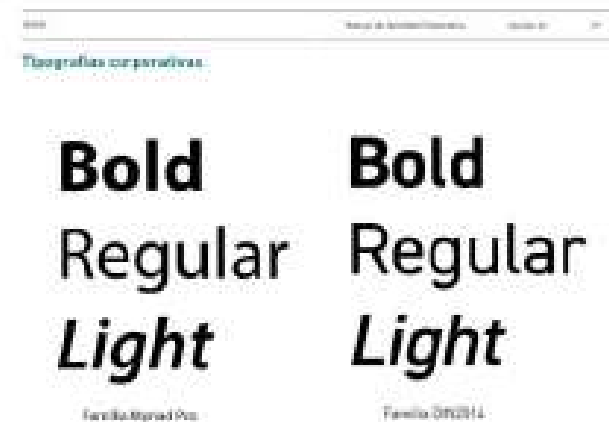 Tipografías corporativas
Bold
Regular
Light
Familia Myriad Pro
Bold
Regular
Light
Familia DIN2014